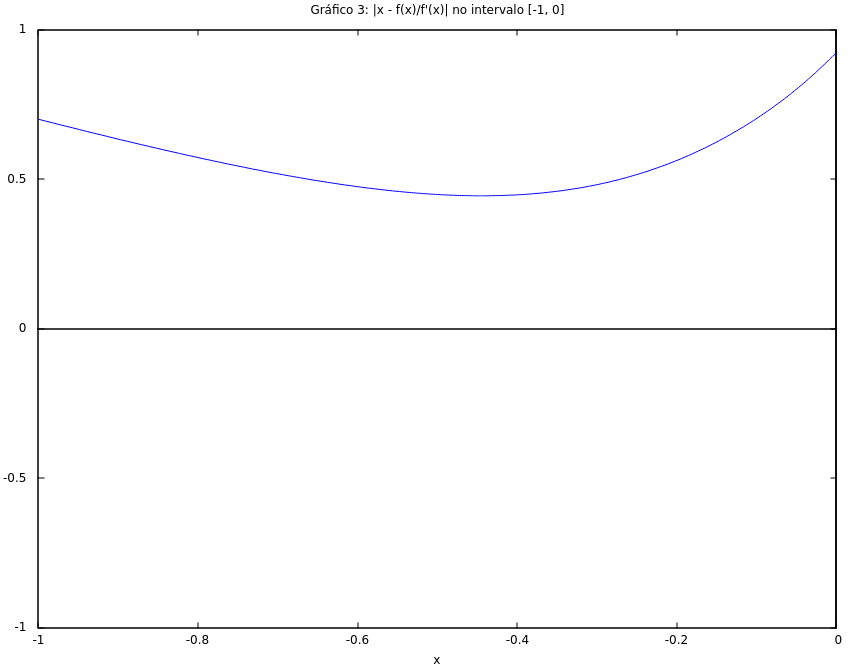 Gráfico 3: |x - f(x)/f'(x)| no intervalo [-1, 0]
1
0.5
0
-0.5
-1
-1 -0.8 -0.6 -0.4 -0.2 0
x